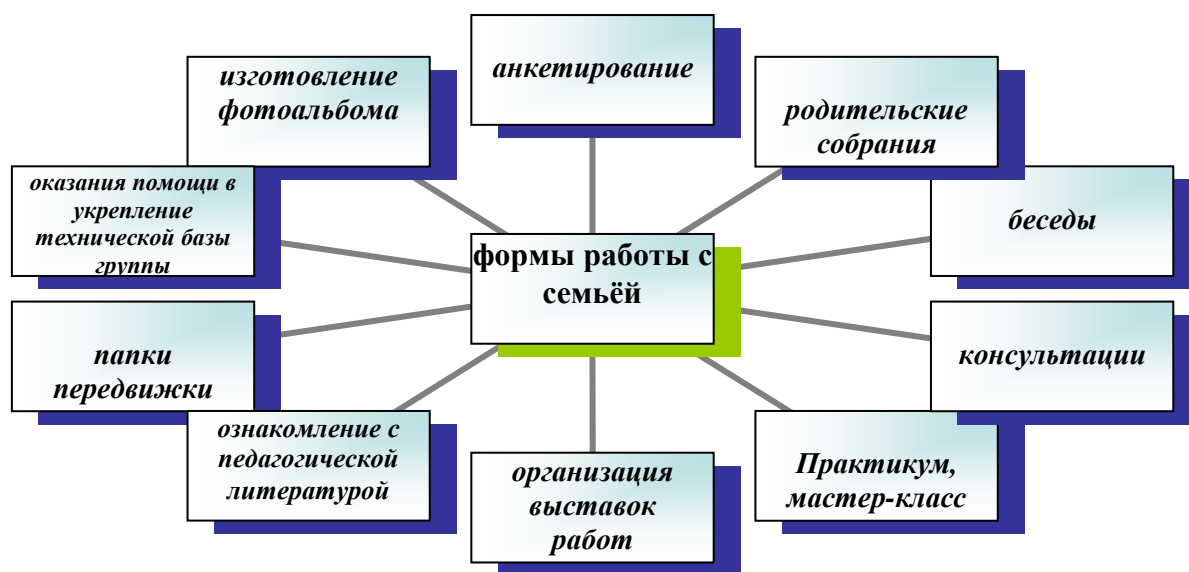 изготовление
фотоальбома
анкетирование
родительские
собрания
оказания помощи в
укрепление
технической базы
группы
беседы
формы работы с
семьёй
папки
передвижки
консультации
ознакомление с
педагогической
литературой
организация
выставок
работ
Практикум,
мастер-класс